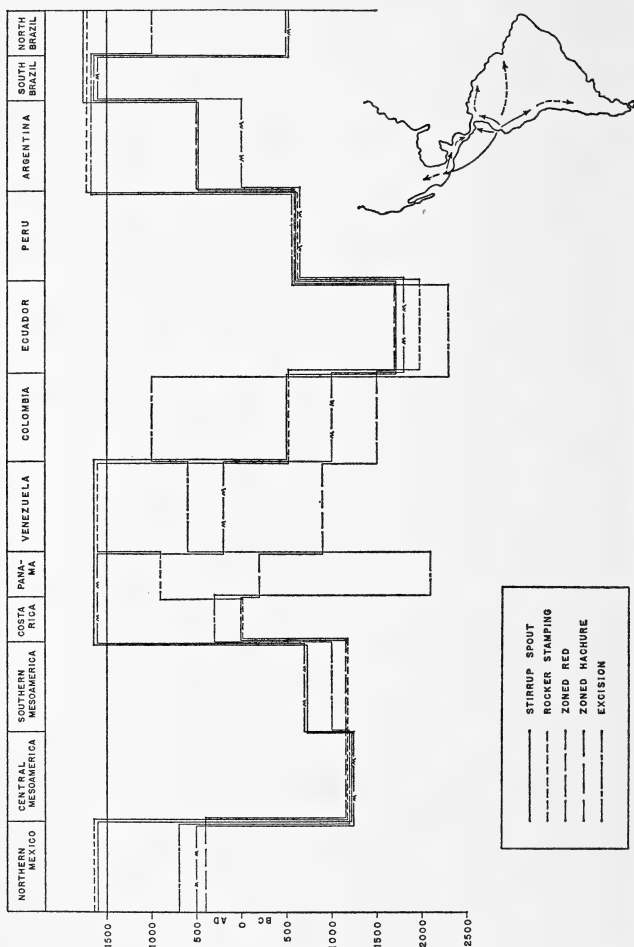 NORTHERN
MEXICO
CENTRAL
MESOAMERICA
SOUTHERN
MESOAMERICA
COSTA
RICA
PANA-
MA
VENEZUELA
COLOMBIA
ECUADOR
PERU
ARGENTINA
SOUTH
BRAZIL
NORTH
BRAZIL
1500
1000
500
AD
0
BC
500
1000
1500
2000
2500
STIRRUP SPOUT
ROCKER STAMPING
ZONED RED
ZONED HACHURE
EXCISION